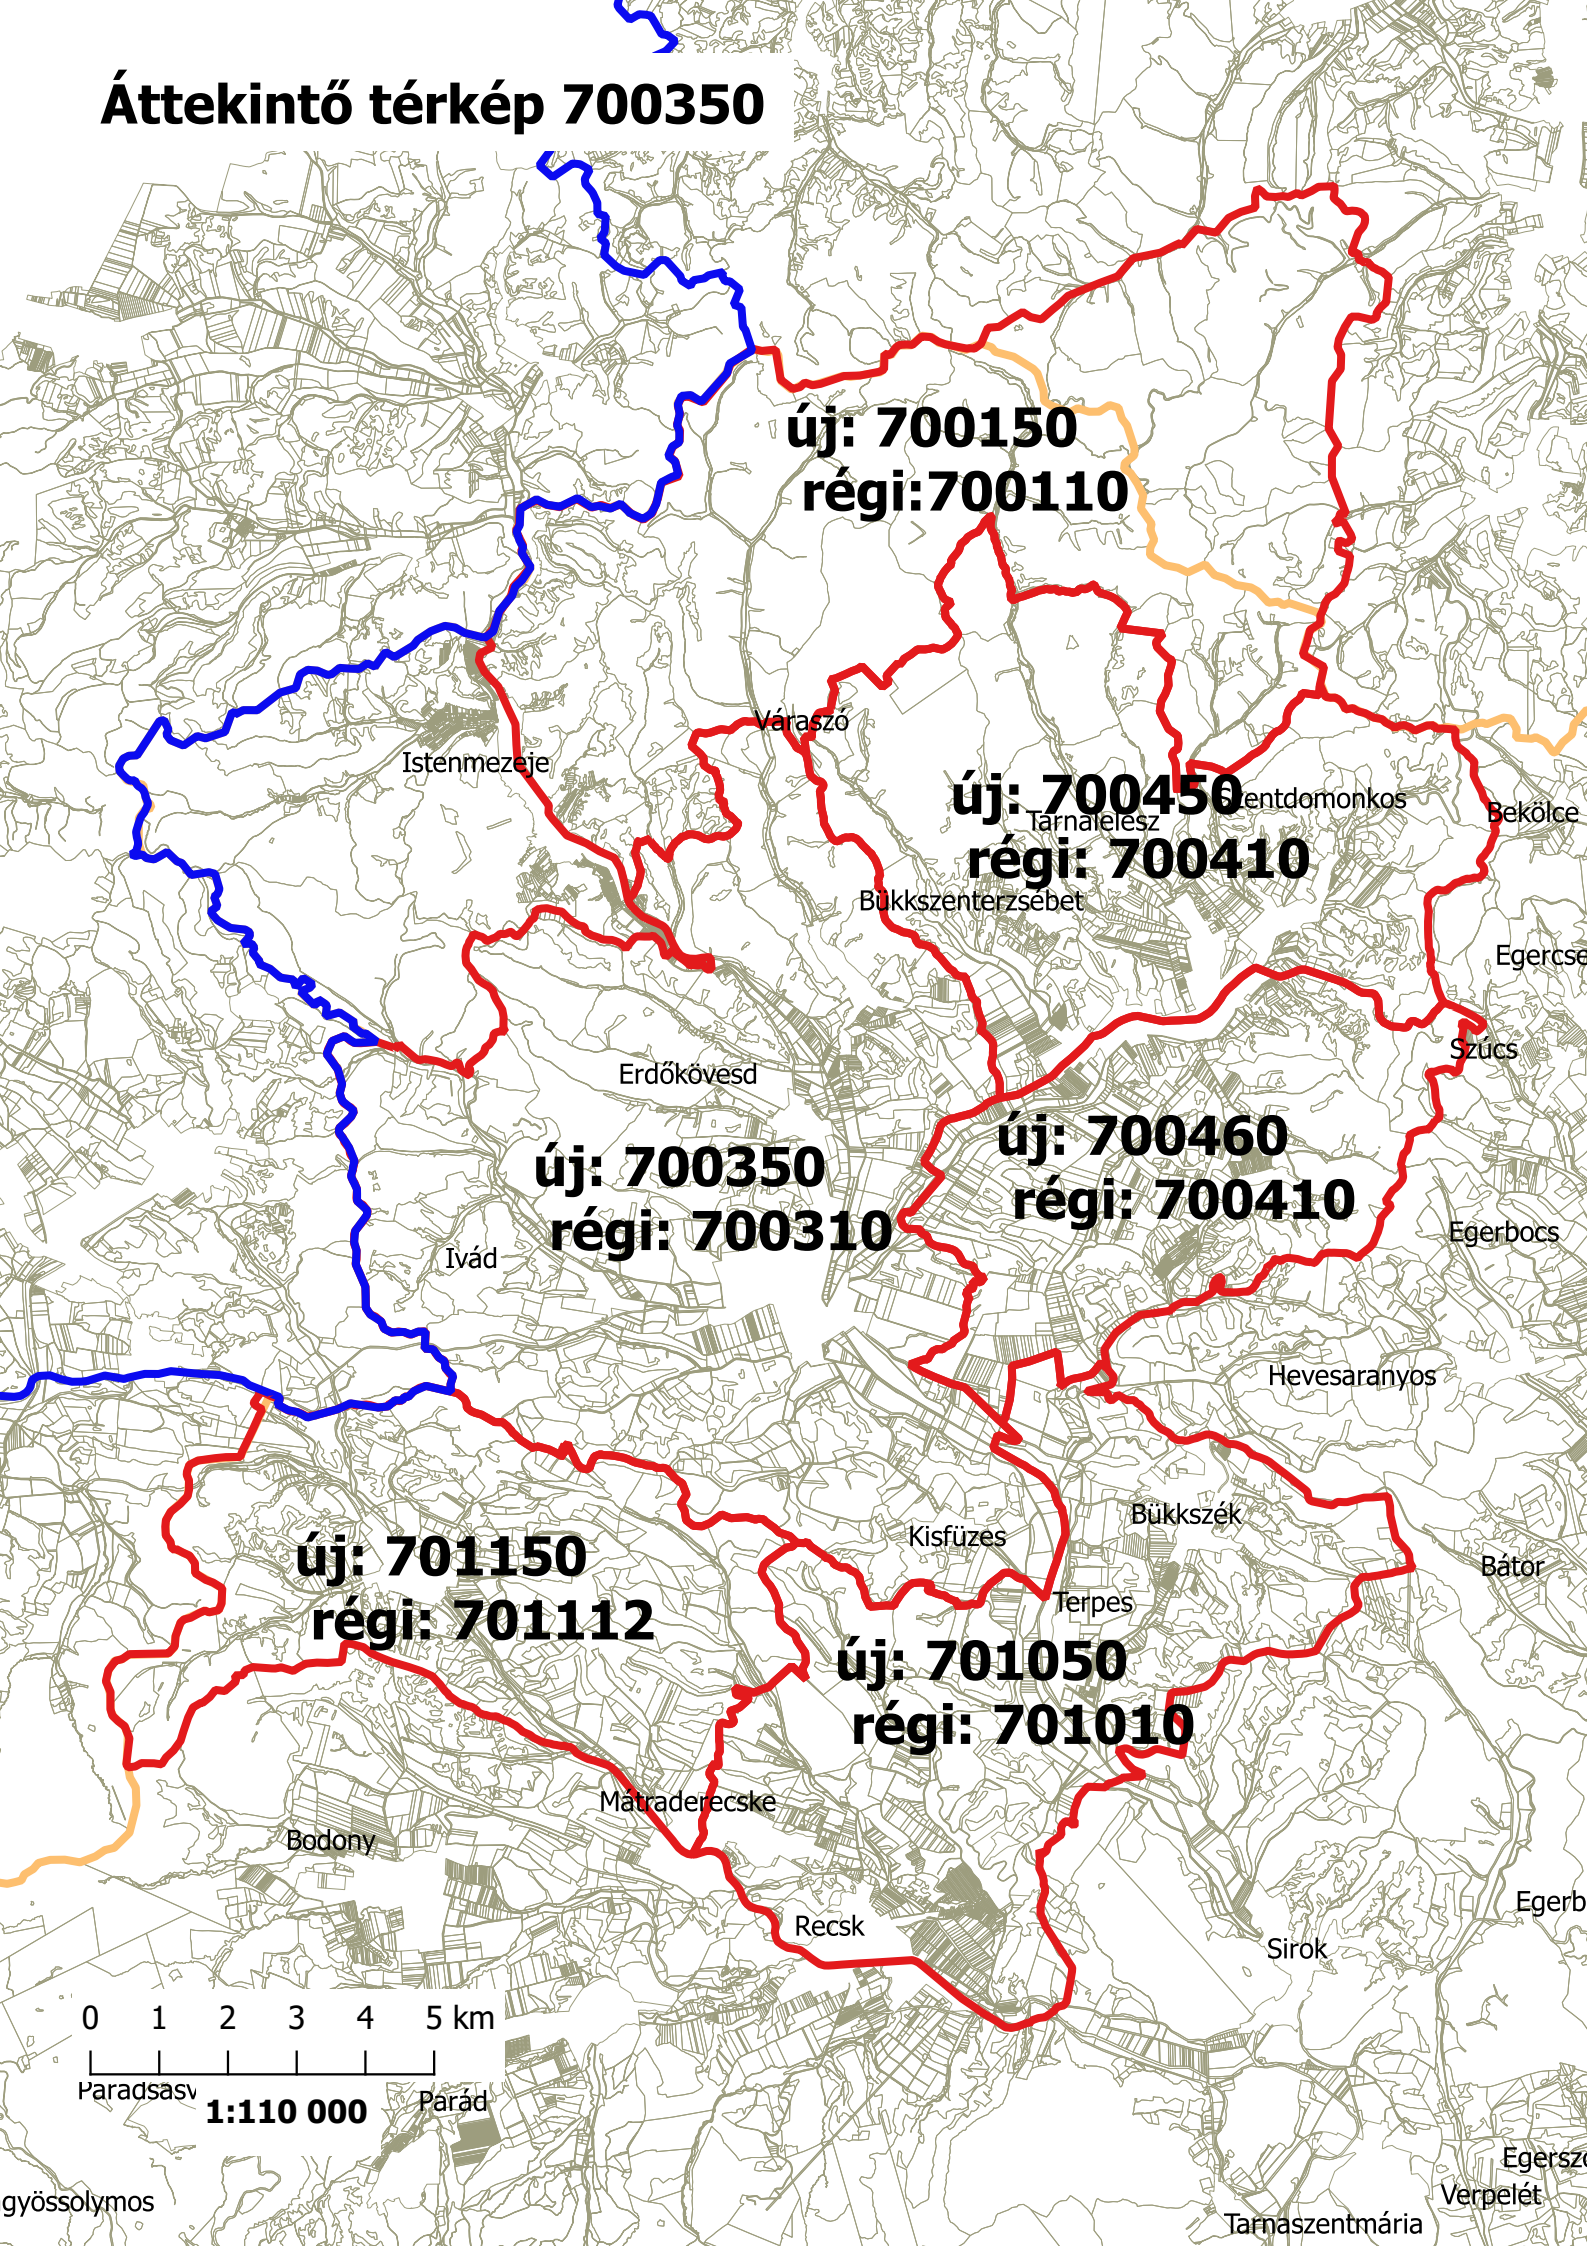 Áttekintő térkép 700350
új: 700150
régi:700110
Váraszó
Istenmezeje
új: 700450
Szentdomonkos
Bekölce
Tarnalelesz
régi: 700410
Bükkszenterzsébet
Egercse
Szúcs
Erdőkövesd
új: 700460
régi: 700410
új: 700350
régi: 700310
Egerbocs
Ivád
Hevesaranyos
Bükkszék
Kisfüzes
Bátor
Terpes
új: 701150
régi: 701112
új: 701050
régi: 701010
Mátraderecske
Bodony
Egerb
Recsk
Sirok
0 1 2 3 4 5 km
Parádsasv
1:110 000
Parád
Egerszó
Verpelét
gyössolymos
Tarnaszentmária